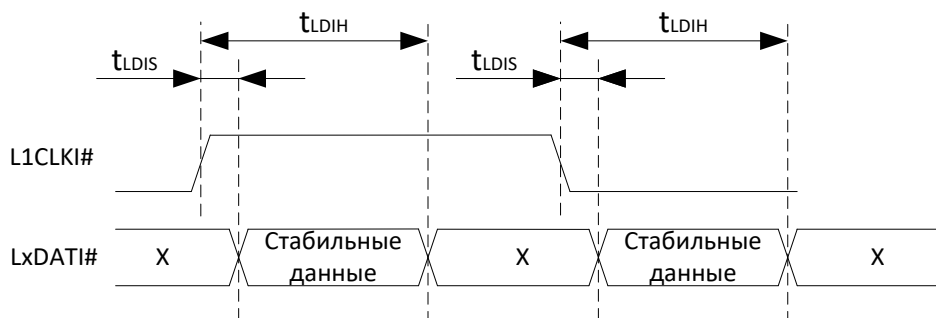 tLDIH tLDIH
tLDIS tLDIS
L1CLKI#
LxDATI# X Стабильные данные X Стабильные данные X